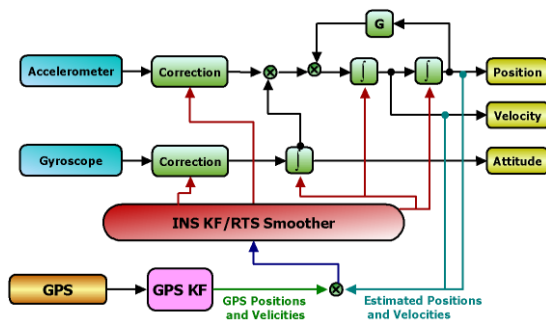 G
Accelerometer
Correction
∫
∫
Position
Velocity
Gyroscope
Correction
∫
Attitude
INS KF/RTS Smoother
GPS
GPS KF
GPS Positions
and Velicities
Estimated Positions
and Velocities